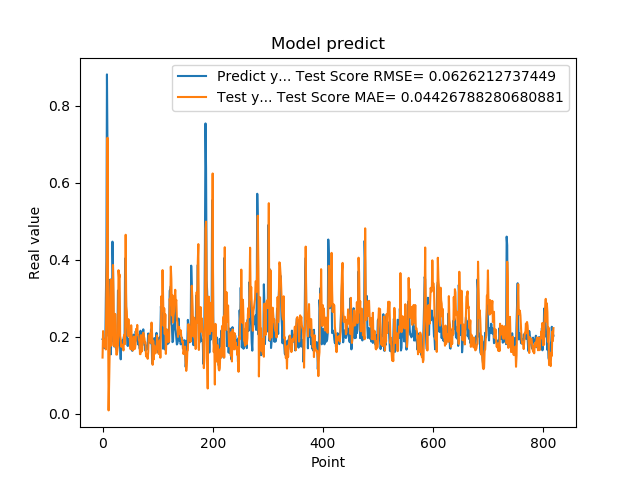 Model predict
Predict y... Test Score RMSE= 0.0626212737449
Test y... Test Score MAE= 0.04426788280680881
Real value
0.8
0.6
0.4
0.2
0.0
0
200
400
600
800
Point